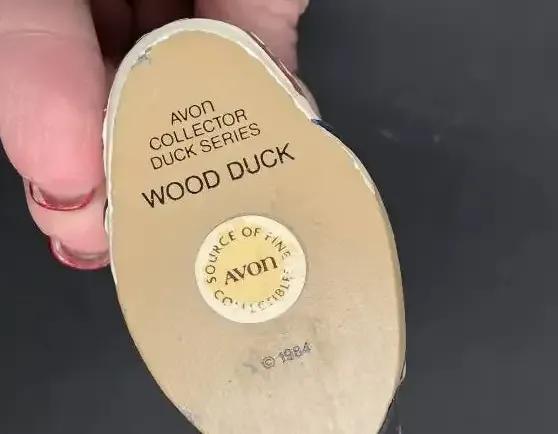 AVON
COLLECTOR
DUCK SERIES
WOOD DUCK
SOURCE OF FINE
AVON
COLLECTIBLES
© 1984